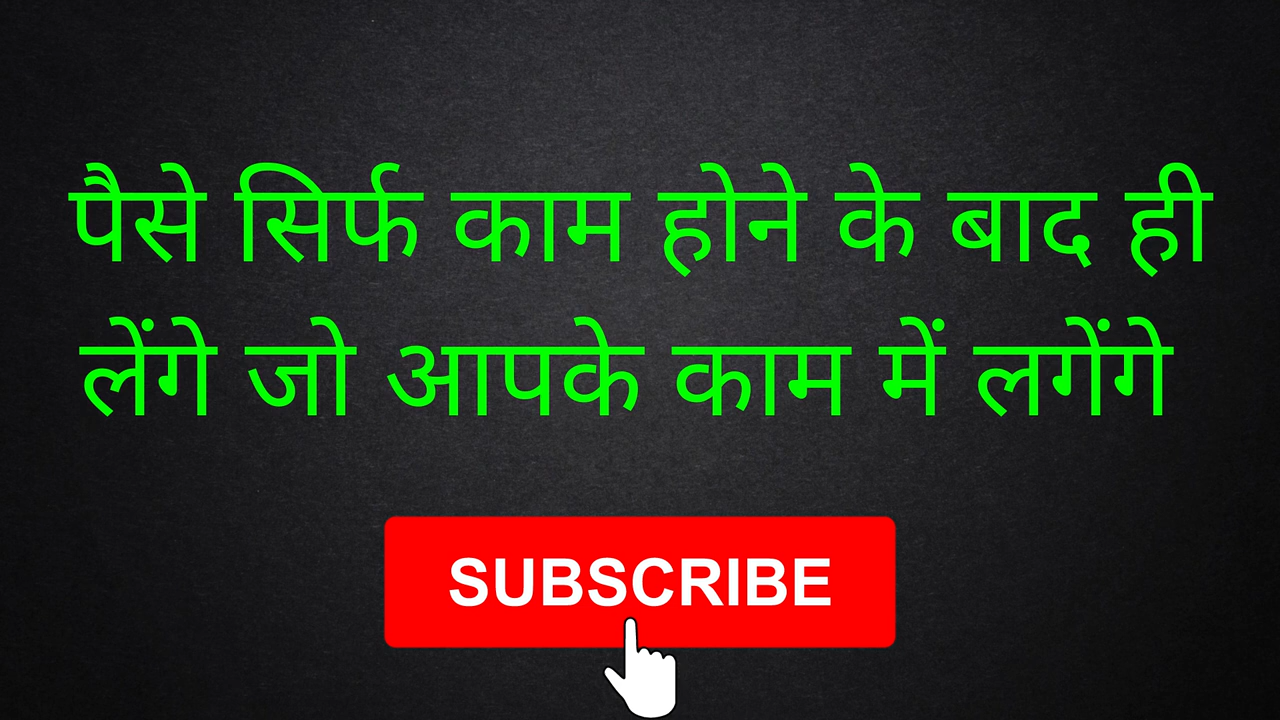 पैसे सिर्फ काम होने के बाद ही
लेंगे जो आपके काम में लगेंगे
SUBSCRIBE